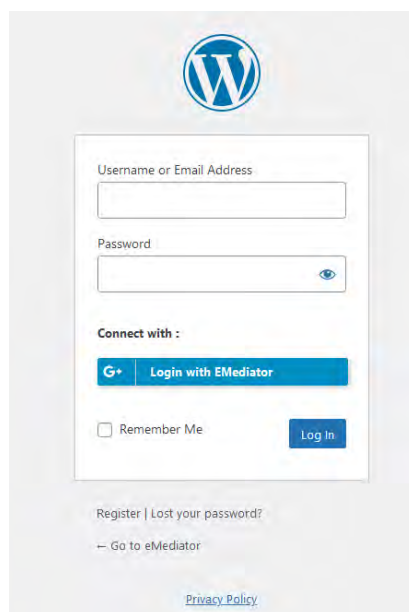 W
Username or Email Address
Password
Connect with :
G+ Login with EMediator
Remember Me
Log In
Register | Lost your password?
← Go to eMediator
Privacy Policy